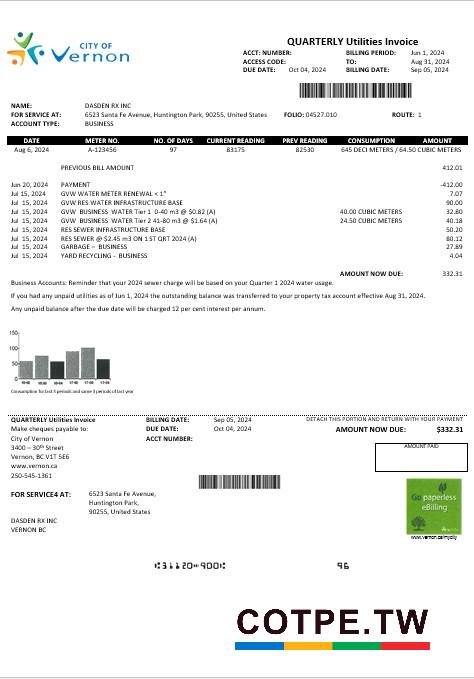 CITY OF
Vernon
QUARTERLY Utilities Invoice
ACCT. NUMBER: BILLING PERIOD: Jun 1, 2024
ACCESS CODE: TO: Aug 31, 2024
DUE DATE: Oct 04, 2024 BILLING DATE: Sep 05, 2024
NAME: DASDEN RX INC
FOR SERVICE AT: 6523 Santa Fe Avenue, Huntington Park, 90255, United States FOLIO: 04527.010 ROUTE: 1
ACCOUNT TYPE: BUSINESS
DATE METER NO. NO. OF DAYS CURRENT READING PREV READING CONSUMPTION AMOUNT
Aug 6, 2024 A-123456 97 83175 82530 645 DECI METERS / 64.50 CUBIC METERS
PREVIOUS BILL AMOUNT 412.01
Jun 20, 2024 PAYMENT -412.00
Jul 15, 2024 GVW WATER METER RENEWAL < 1" 7.07
Jul 15, 2024 GVW RES WATER INFRASTRUCTURE BASE 90.00
Jul 15, 2024 GVW BUSINESS WATER Tier 1 0-40 m3 @ $0.82 (A) 40.00 CUBIC METERS 32.80
Jul 15, 2024 GVW BUSINESS WATER Tier 2 41-80 m3 @ $1.64 (A) 24.50 CUBIC METERS 40.18
Jul 15, 2024 RES SEWER INFRASTRUCTURE BASE 50.20
Jul 15, 2024 RES SEWER @ $2.45 m3 ON 1 ST QRT 2024 (A) 80.12
Jul 15, 2024 GARBAGE – BUSINESS 27.89
Jul 15, 2024 YARD RECYCLING - BUSINESS 4.04
AMOUNT NOW DUE: 332.31
Business Accounts: Reminder that your 2024 sewer charge will be based on your Quarter 1 2024 water usage.
If you had any unpaid utilities as of Jun 1, 2024 the outstanding balance was transferred to your property tax account effective Aug 31, 2024.
Any unpaid balance after the due date will be charged 12 per cent interest per annum.
150
100
50
0
Consumption for last 3 periods and same 3 periods of last year
DETACH THIS PORTION AND RETURN WITH YOUR PAYMENT
QUARTERLY Utilities Invoice BILLING DATE: Sep 05, 2024
Make cheques payable to: DUE DATE: Oct 04, 2024 AMOUNT NOW DUE: $332.31
City of Vernon ACCT NUMBER:
3400 – 30th Street
Vernon, BC V1T 5E6
www.vernon.ca
250-545-1361
AMOUNT PAID
FOR SERVICE4 AT: 6523 Santa Fe Avenue,
Huntington Park,
90255, United States
Go paperless
eBilling
www.vernon.ca/mycity
DASDEN RX INC
VERNON BC
⑆31120⑉900⑆ 96
COTPE.TW